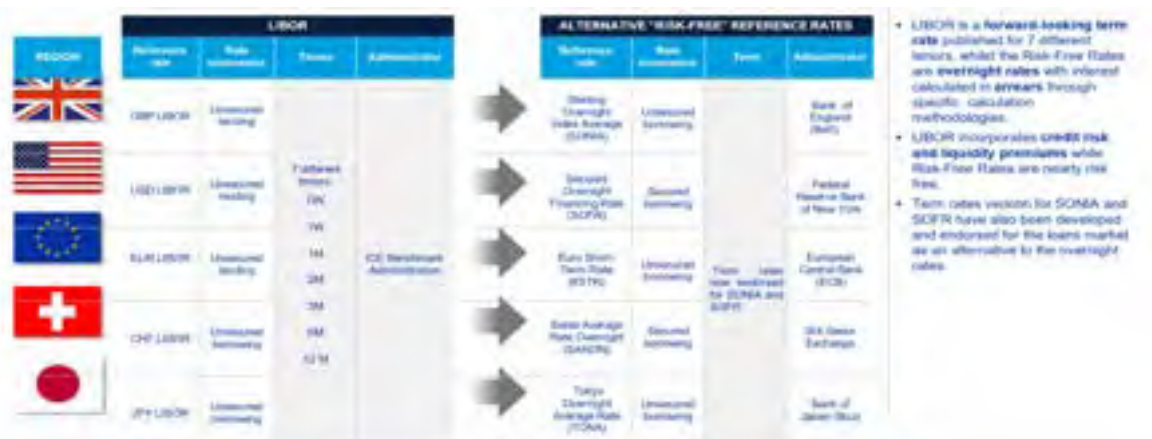 LIBOR
ALTERNATIVE "RISK-FREE" REFERENCE RATES
REGION
Reference rate
Rate
Tenors
Administrator
Reference rate
Rate
Term
Administrator
GBP LIBOR
Unsecured lending
Sterling Overnight Index Average (SONIA)
Unsecured borrowing
Bank of England (BoE)
USD LIBOR
Unsecured lending
Secured Overnight Financing Rate (SOFR)
Secured borrowing
Federal Reserve Bank of New York
EUR LIBOR
Unsecured lending
Euro Short-Term Rate (€STR)
Unsecured borrowing
European Central Bank (ECB)
CHF LIBOR
Unsecured borrowing
Swiss Average Rate Overnight (SARON)
Secured borrowing
SIX Swiss Exchange
JPY LIBOR
Unsecured borrowing
Tokyo Overnight Average Rate (TONA)
Unsecured borrowing
Bank of Japan (BoJ)
7 different tenors:
1W
1M
2M
3M
6M
12 M
ICE Benchmark Administration
Term rates now endorsed for SONIA and SOFR
• LIBOR is a forward-looking term
rate published for 7 different
tenors, whilst the Risk-Free Rates
are overnight rates with interest
calculated in arrears through
specific calculation
methodologies.
• LIBOR incorporates credit risk
and liquidity premiums while
Risk-Free Rates are nearly risk
free.
• Term rates version for SONIA and
SOFR have also been developed
and endorsed for the loans market
as an alternative to the overnight
rates.